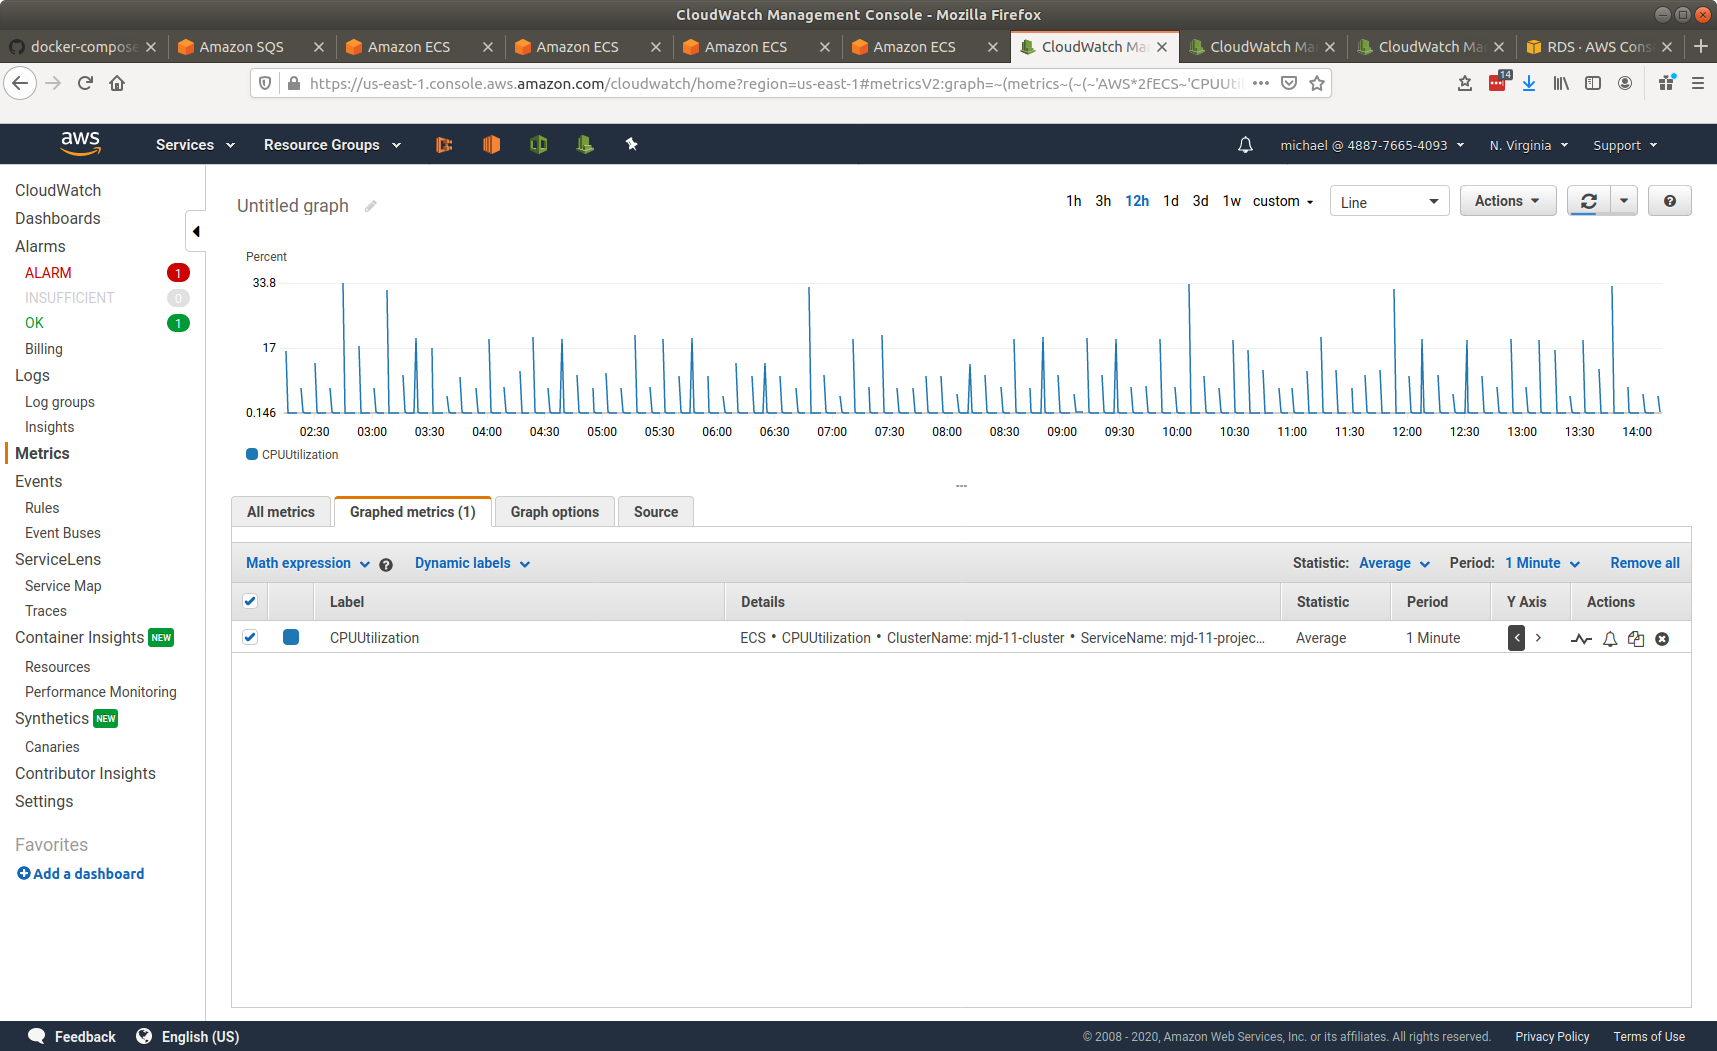 CloudWatch Management Console - Mozilla Firefox
docker-compose
Amazon SQS
Amazon ECS
Amazon ECS
Amazon ECS
Amazon ECS
CloudWatch Ma
CloudWatch Ma
CloudWatch Ma
RDS · AWS Cons
https://us-east-1.console.aws.amazon.com/cloudwatch/home?region=us-east-1#metricsV2:graph=~(metrics~(~(~'AWS*2fECS~'CPUUti
14
aws
Services
Resource Groups
michael @ 4887-7665-4093
N. Virginia
Support
CloudWatch
Dashboards
Alarms
ALARM 1
INSUFFICIENT 0
OK 1
Billing
Logs
Log groups
Insights
Metrics
Events
Rules
Event Buses
ServiceLens
Service Map
Traces
Container Insights NEW
Resources
Performance Monitoring
Synthetics NEW
Canaries
Contributor Insights
Settings
Favorites
Add a dashboard
Untitled graph
1h 3h 12h 1d 3d 1w custom
Line
Actions
Percent
33.8
17
0.146
02:30 03:00 03:30 04:00 04:30 05:00 05:30 06:00 06:30 07:00 07:30 08:00 08:30 09:00 09:30 10:00 10:30 11:00 11:30 12:00 12:30 13:00 13:30 14:00
CPUUtilization
All metrics
Graphed metrics (1)
Graph options
Source
Math expression
Dynamic labels
Statistic: Average
Period: 1 Minute
Remove all
Label Details Statistic Period Y Axis Actions
CPUUtilization ECS • CPUUtilization • ClusterName: mjd-11-cluster • ServiceName: mjd-11-projec... Average 1 Minute
Feedback
English (US)
© 2008 - 2020, Amazon Web Services, Inc. or its affiliates. All rights reserved.
Privacy Policy
Terms of Use